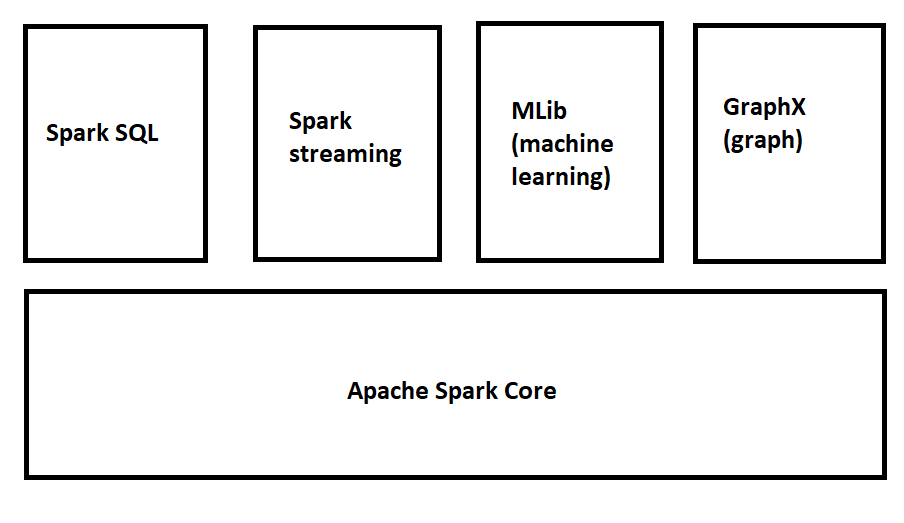 Spark SQL
Spark
streaming
MLib
(machine
learning)
GraphX
(graph)
Apache Spark Core